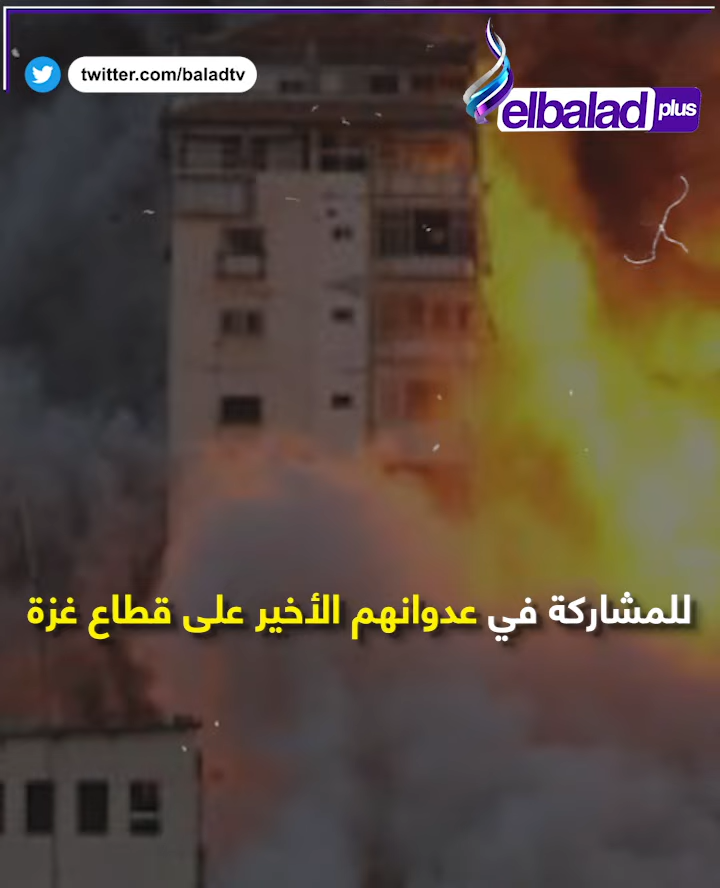 twitter.com/baladtv
elbalad plus
للمشاركة في عدوانهم الأخير على قطاع غزة